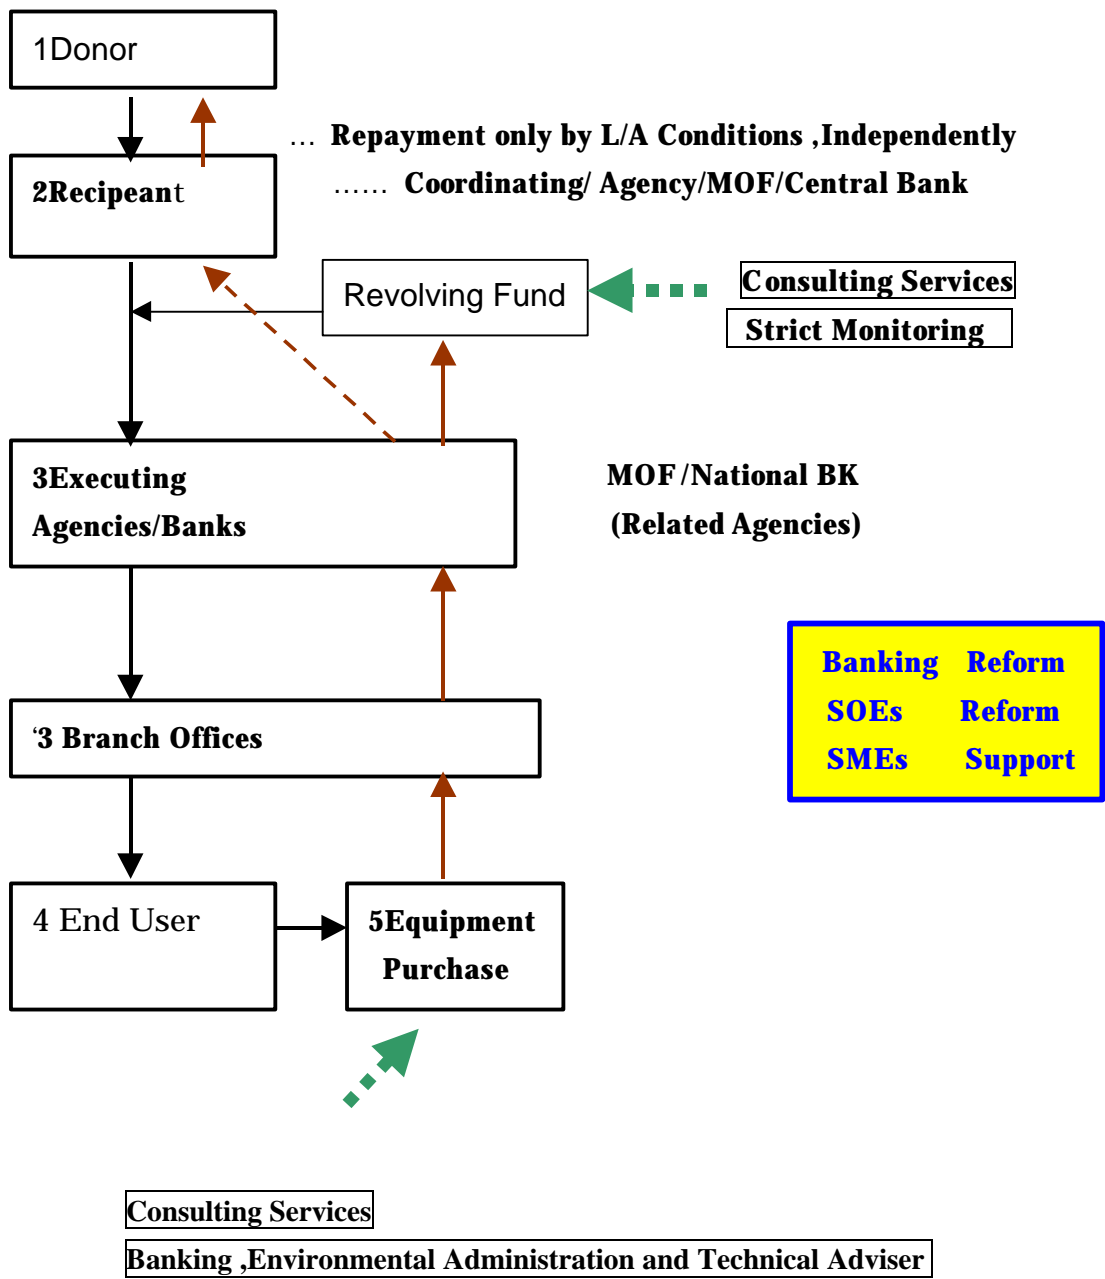 1Donor
… Repayment only by L/A Conditions ,Independently
2Recipeant
…… Coordinating/ Agency/MOF/Central Bank
Revolving Fund
Consulting Services
Strict Monitoring
3Executing
Agencies/Banks
MOF/National BK
(Related Agencies)
Banking Reform
SOEs Reform
SMEs Support
‘3 Branch Offices
4 End User
5Equipment
Purchase
Consulting Services
Banking ,Environmental Administration and Technical Adviser